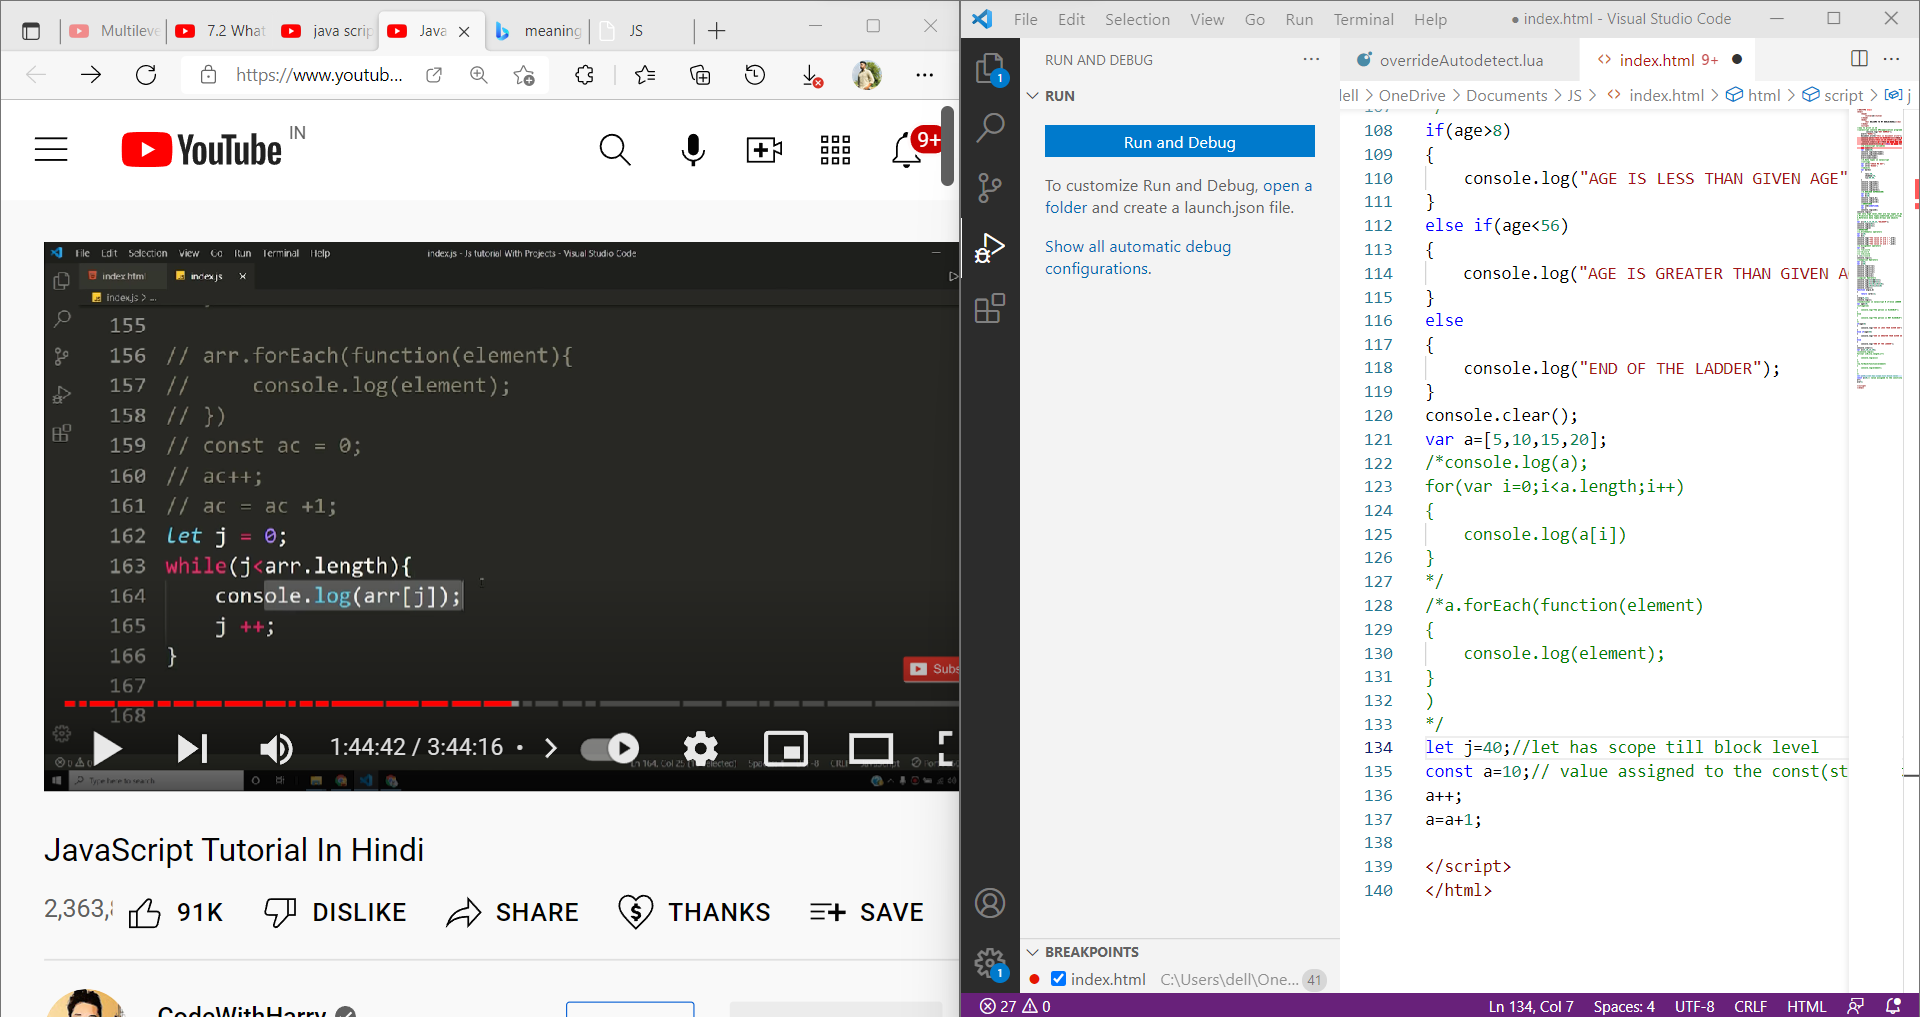 Multilev
7.2 What
java scrip
Java
meaning
JS
https://www.youtub...
YouTube IN
9+
File Edit Selection View Go Run Terminal Help
index.js - Js tutorial With Projects - Visual Studio Code
index.html
index.js
index.js > ...
155
156 // arr.forEach(function(element){
157 //     console.log(element);
158 // })
159 // const ac = 0;
160 // ac++;
161 // ac = ac +1;
162 let j = 0;
163 while(j<arr.length){
164     console.log(arr[j]);
165     j ++;
166 }
167
168
Subs
1:44:42 / 3:44:16 •
Type here to search
JavaScript Tutorial In Hindi
91K
DISLIKE
SHARE
THANKS
SAVE
CodeWithHarry
File Edit Selection View Go Run Terminal Help
● index.html - Visual Studio Code
1
RUN AND DEBUG
RUN
Run and Debug
To customize Run and Debug, open a
folder and create a launch.json file.
Show all automatic debug
configurations.
BREAKPOINTS
index.html C:\Users\dell\One... 41
1
overrideAutodetect.lua
index.html 9+
dell > OneDrive > Documents > JS > index.html > html > script > j
108 if(age>8)
109 {
110     console.log("AGE IS LESS THAN GIVEN AGE"
111 }
112 else if(age<56)
113 {
114     console.log("AGE IS GREATER THAN GIVEN A
115 }
116 else
117 {
118     console.log("END OF THE LADDER");
119 }
120 console.clear();
121 var a=[5,10,15,20];
122 /*console.log(a);
123 for(var i=0;i<a.length;i++)
124 {
125     console.log(a[i])
126 }
127 */
128 /*a.forEach(function(element)
129 {
130     console.log(element);
131 }
132 )
133 */
134 let j=40;//let has scope till block level
135 const a=10;// value assigned to the const(st
136 a++;
137 a=a+1;
138
139 </script>
140 </html>
27 0
Ln 134, Col 7 Spaces: 4 UTF-8 CRLF HTML